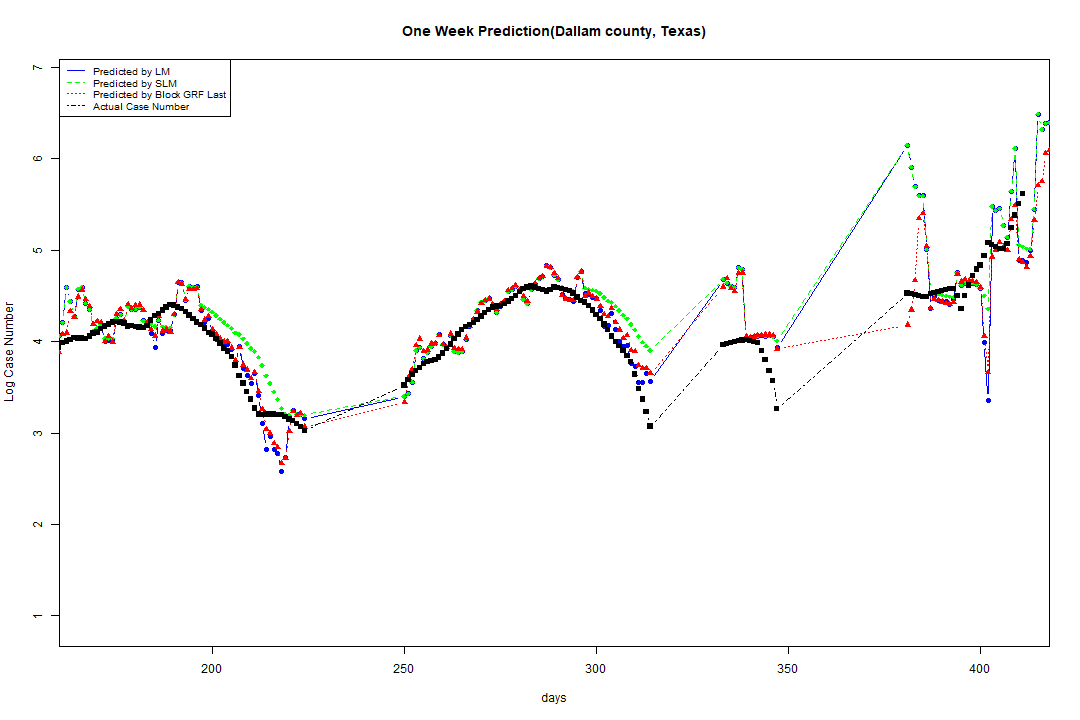 One Week Prediction(Dallam county, Texas)
Predicted by LM
Predicted by SLM
Predicted by Block GRF Last
Actual Case Number
Log Case Number
7
6
5
4
3
2
1
200 250 300 350 400
days